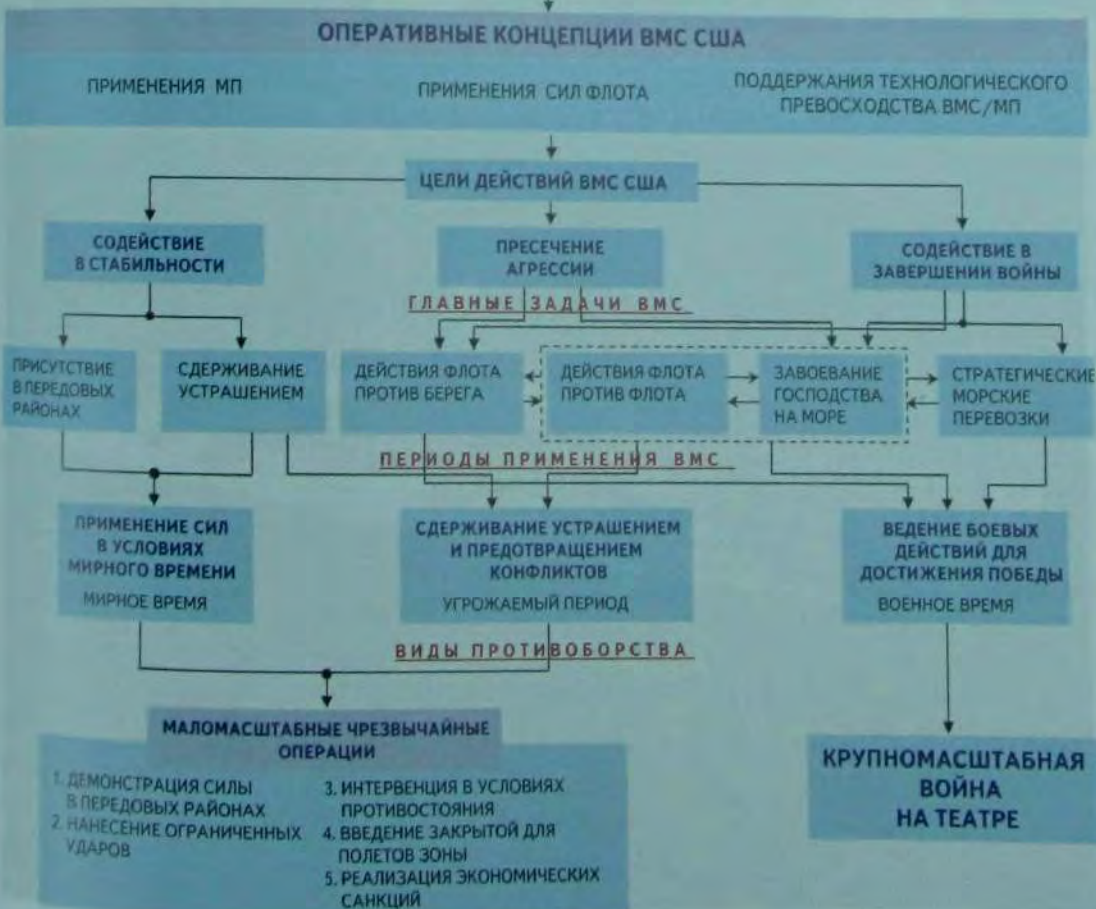 ОПЕРАТИВНЫЕ КОНЦЕПЦИИ ВМС США
ПРИМЕНЕНИЯ МП
ПРИМЕНЕНИЯ СИЛ ФЛОТА
ПОДДЕРЖАНИЯ ТЕХНОЛОГИЧЕСКОГО
ПРЕВОСХОДСТВА ВМС/МП
ЦЕЛИ ДЕЙСТВИЙ ВМС США
СОДЕЙСТВИЕ
В СТАБИЛЬНОСТИ
ПРЕСЕЧЕНИЕ
АГРЕССИИ
СОДЕЙСТВИЕ В
ЗАВЕРШЕНИИ ВОЙНЫ
ГЛАВНЫЕ ЗАДАЧИ ВМС
ПРИСУТСТВИЕ
В ПЕРЕДОВЫХ
РАЙОНАХ
СДЕРЖИВАНИЕ
УСТРАШЕНИЕМ
ДЕЙСТВИЯ ФЛОТА
ПРОТИВ БЕРЕГА
ДЕЙСТВИЯ ФЛОТА
ПРОТИВ ФЛОТА
ЗАВОЕВАНИЕ
ГОСПОДСТВА
НА МОРЕ
СТРАТЕГИЧЕСКИЕ
МОРСКИЕ
ПЕРЕВОЗКИ
ПЕРИОДЫ ПРИМЕНЕНИЯ ВМС
ПРИМЕНЕНИЕ СИЛ
В УСЛОВИЯХ
МИРНОГО ВРЕМЕНИ
МИРНОЕ ВРЕМЯ
СДЕРЖИВАНИЕ УСТРАШЕНИЕМ
И ПРЕДОТВРАЩЕНИЕМ
КОНФЛИКТОВ
УГРОЖАЕМЫЙ ПЕРИОД
ВЕДЕНИЕ БОЕВЫХ
ДЕЙСТВИЙ ДЛЯ
ДОСТИЖЕНИЯ ПОБЕДЫ
ВОЕННОЕ ВРЕМЯ
ВИДЫ ПРОТИВОБОРСТВА
МАЛОМАСШТАБНЫЕ ЧРЕЗВЫЧАЙНЫЕ
ОПЕРАЦИИ
1. ДЕМОНСТРАЦИЯ СИЛЫ
В ПЕРЕДОВЫХ РАЙОНАХ
2. НАНЕСЕНИЕ ОГРАНИЧЕННЫХ
УДАРОВ
3. ИНТЕРВЕНЦИЯ В УСЛОВИЯХ
ПРОТИВОСТОЯНИЯ
4. ВВЕДЕНИЕ ЗАКРЫТОЙ ДЛЯ
ПОЛЕТОВ ЗОНЫ
5. РЕАЛИЗАЦИЯ ЭКОНОМИЧЕСКИХ
САНКЦИЙ
КРУПНОМАСШТАБНАЯ
ВОЙНА
НА ТЕАТРЕ